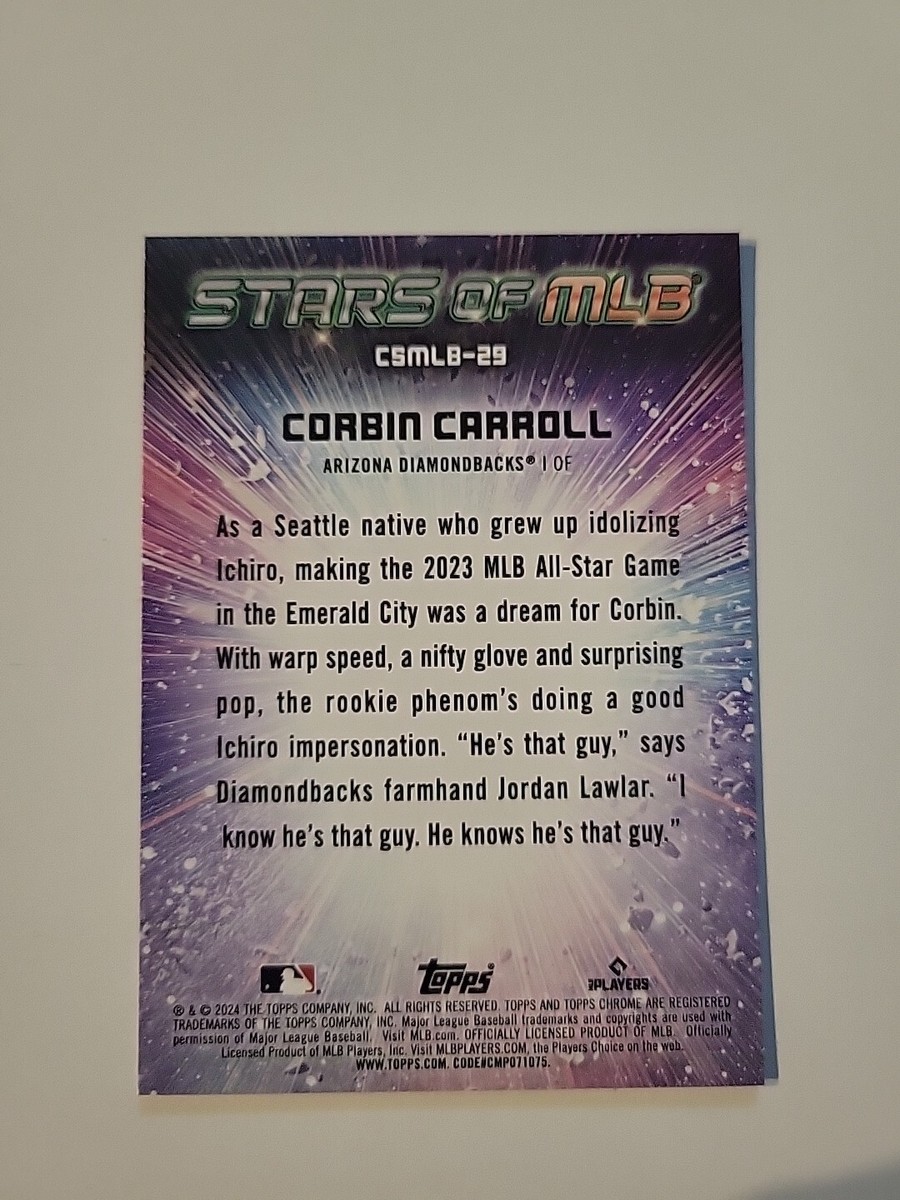 STARS OF MLB®
CSMLB-29
CORBIN CARROLL
ARIZONA DIAMONDBACKS® | OF
As a Seattle native who grew up idolizing
Ichiro, making the 2023 MLB All-Star Game
in the Emerald City was a dream for Corbin.
With warp speed, a nifty glove and surprising
pop, the rookie phenom's doing a good
Ichiro impersonation. “He's that guy,” says
Diamondbacks farmhand Jordan Lawlar. “I
know he's that guy. He knows he's that guy.”
topps® PLAYERS
® & © 2024 THE TOPPS COMPANY, INC. ALL RIGHTS RESERVED. TOPPS AND TOPPS CHROME ARE REGISTERED
TRADEMARKS OF THE TOPPS COMPANY, INC. Major League Baseball trademarks and copyrights are used with
permission of Major League Baseball. Visit MLB.com. OFFICIALLY LICENSED PRODUCT OF MLB. Officially
Licensed Product of MLB Players, Inc. Visit MLBPLAYERS.COM, the Players Choice on the web.
WWW.TOPPS.COM. CODE#CMP071075.